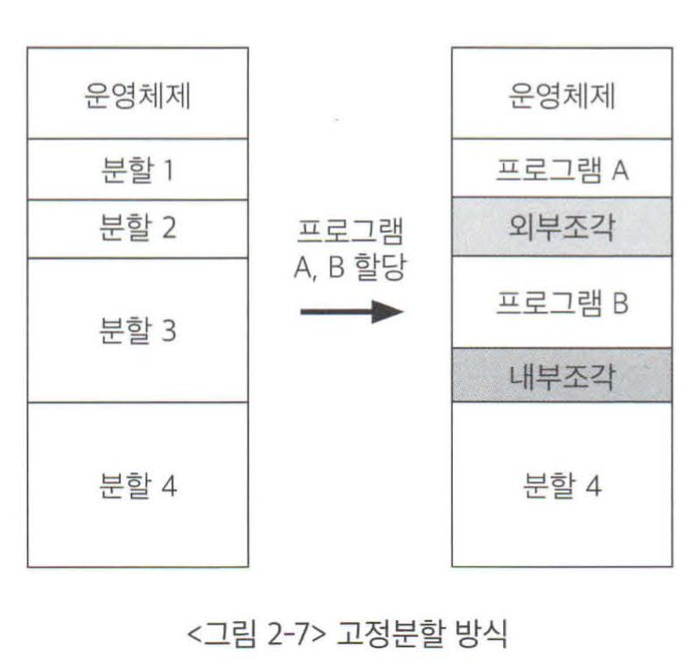 운영체제
분할 1
분할 2
분할 3
분할 4
프로그램
A, B 할당
운영체제
프로그램 A
외부조각
프로그램 B
내부조각
분할 4
<그림 2-7> 고정분할 방식